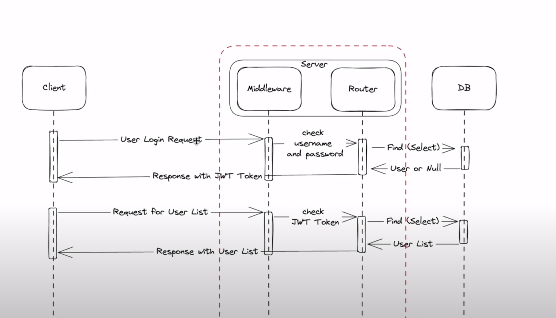 Server
Client
Middleware
Router
DB
User Login Request
check
username
and password
Find (Select)
User or Null
Response with JWT Token
Request for User List
check
JWT Token
Find (Select)
User List
Response with User List